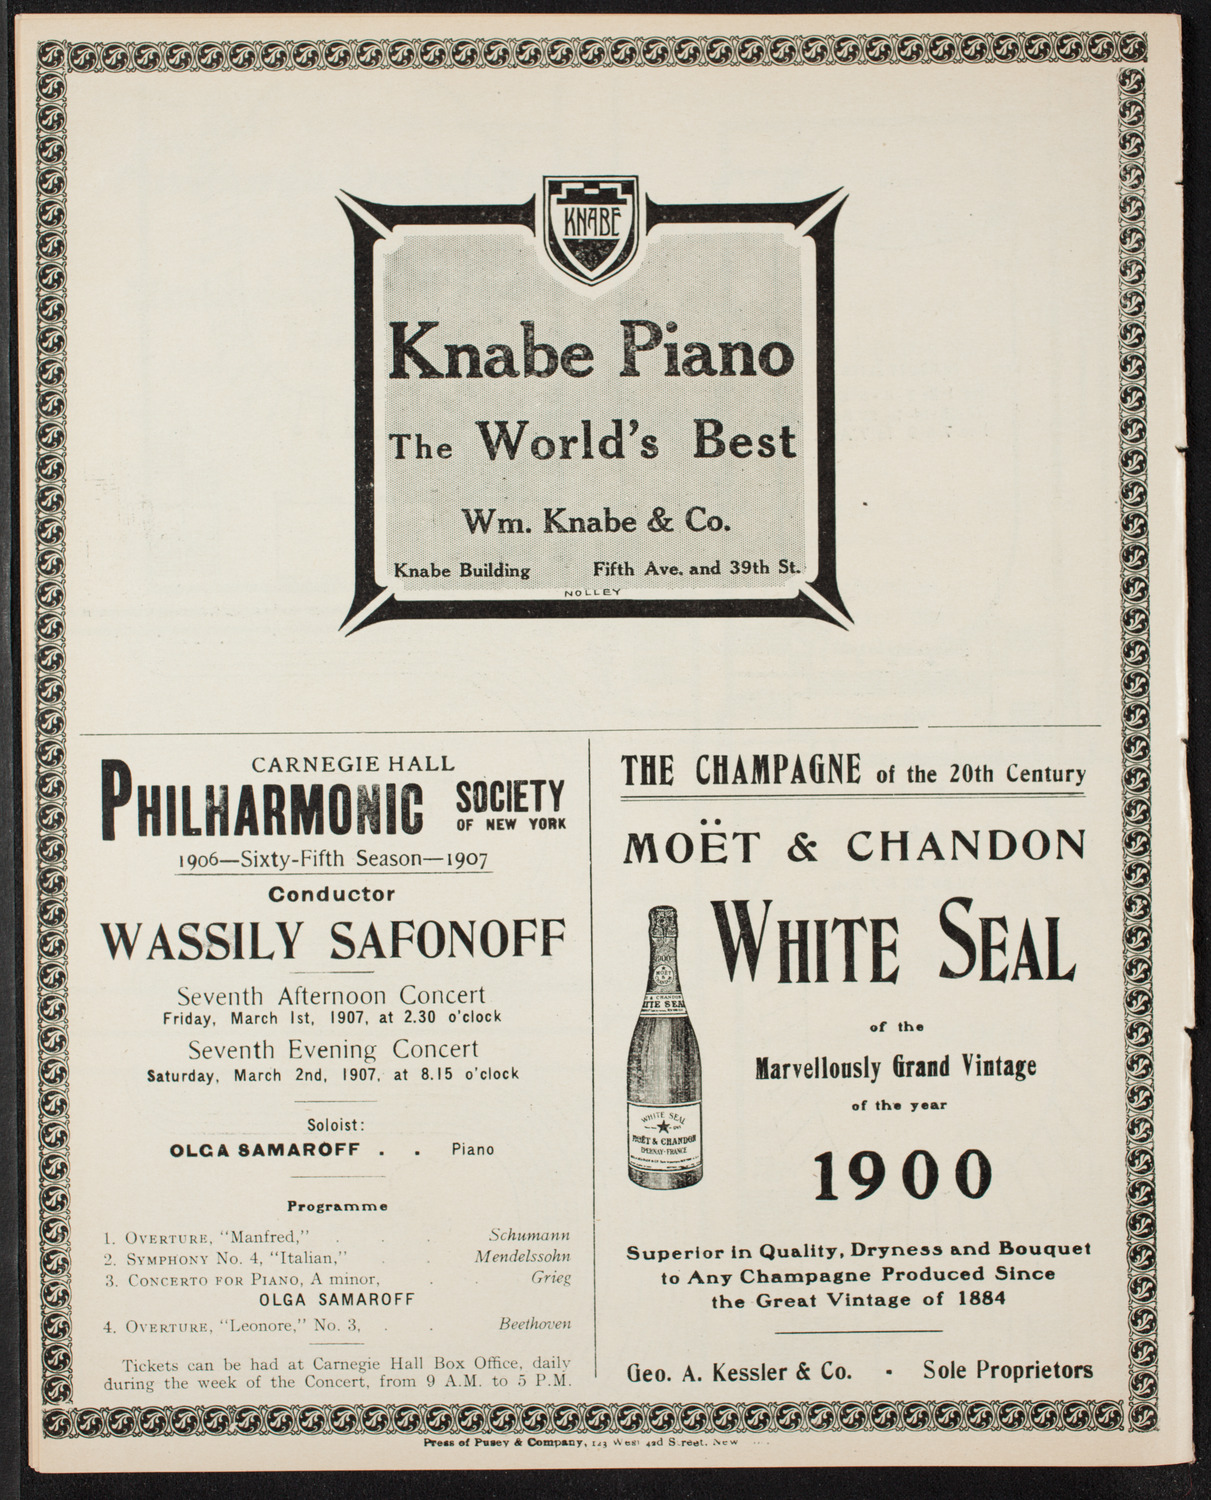 KNABE
Knabe Piano
The World's Best
Wm. Knabe & Co.
Knabe Building Fifth Ave. and 39th St.
NOLLEY
CARNEGIE HALL
PHILHARMONIC SOCIETY
OF NEW YORK
1906—Sixty-Fifth Season—1907
Conductor
WASSILY SAFONOFF
Seventh Afternoon Concert
Friday, March 1st, 1907, at 2.30 o'clock
Seventh Evening Concert
Saturday, March 2nd, 1907, at 8.15 o'clock
Soloist:
OLGA SAMAROFF . . Piano
Programme
1. OVERTURE, "Manfred," . . . Schumann
2. SYMPHONY No. 4, "Italian," . . Mendelssohn
3. CONCERTO FOR PIANO, A minor, . . Grieg
OLGA SAMAROFF
4. OVERTURE, "Leonore," No. 3, . . Beethoven
Tickets can be had at Carnegie Hall Box Office, daily
during the week of the Concert, from 9 A.M. to 5 P.M.
THE CHAMPAGNE of the 20th Century
MOËT & CHANDON
WHITE SEAL
of the
Marvellously Grand Vintage
of the year
1900
WHITE SEAL
MOËT & CHANDON
EPERNAY-FRANCE
Superior in Quality, Dryness and Bouquet
to Any Champagne Produced Since
the Great Vintage of 1884
Geo. A. Kessler & Co. - Sole Proprietors
Press of Pusey & Company, 123 West 42d Street, New